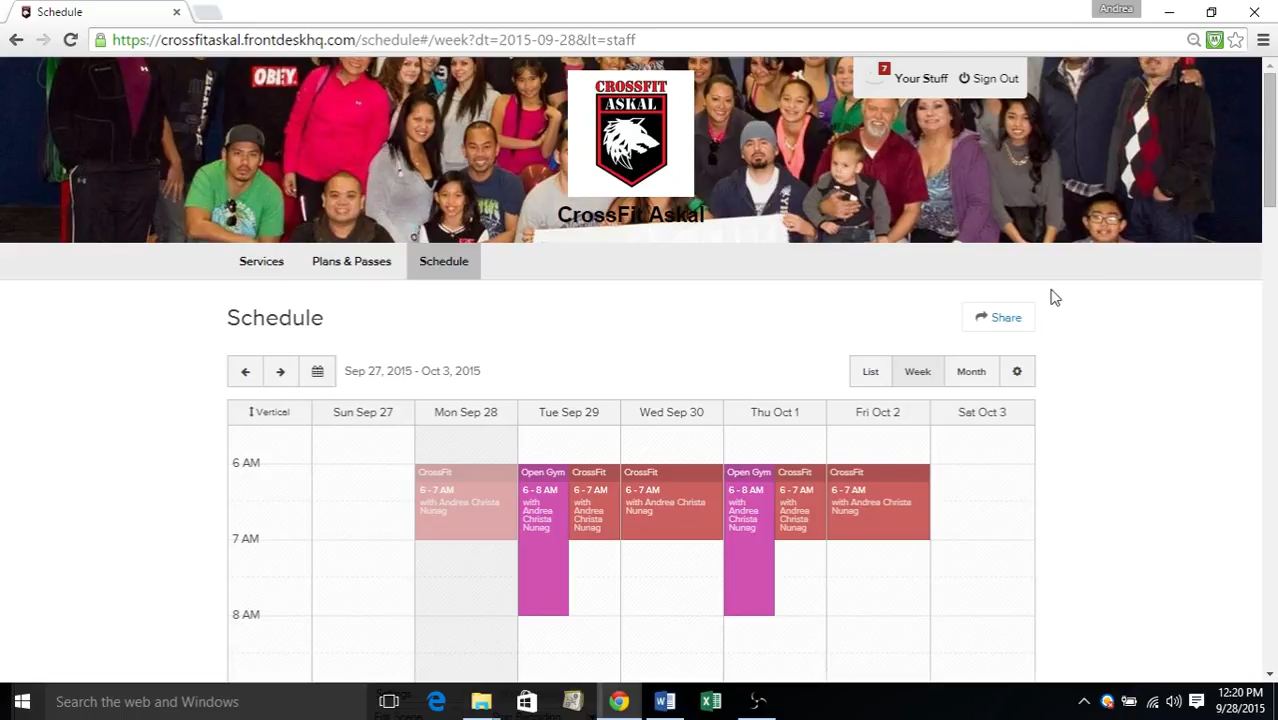 Schedule
Andrea
https://crossfitaskal.frontdeskhq.com/schedule#/week?dt=2015-09-28&lt=staff
OBEY.
CROSSFIT
ASKAL
7
Your Stuff
Sign Out
CrossFit Askal
Services
Plans & Passes
Schedule
Schedule
Share
Sep 27, 2015 - Oct 3, 2015
List
Week
Month
Vertical
Sun Sep 27
Mon Sep 28
Tue Sep 29
Wed Sep 30
Thu Oct 1
Fri Oct 2
Sat Oct 3
6 AM
CrossFit
6 - 7 AM
with Andrea Christa
Nunag
Open Gym
6 - 8 AM
with
Andrea
Christa
Nunag
CrossFit
6 - 7 AM
with
Andrea
Christa
Nunag
CrossFit
6 - 7 AM
with Andrea Christa
Nunag
Open Gym
6 - 8 AM
with
Andrea
Christa
Nunag
CrossFit
6 - 7 AM
with
Andrea
Christa
Nunag
CrossFit
6 - 7 AM
with Andrea Christa
Nunag
7 AM
8 AM
Search the web and Windows
12:20 PM
9/28/2015